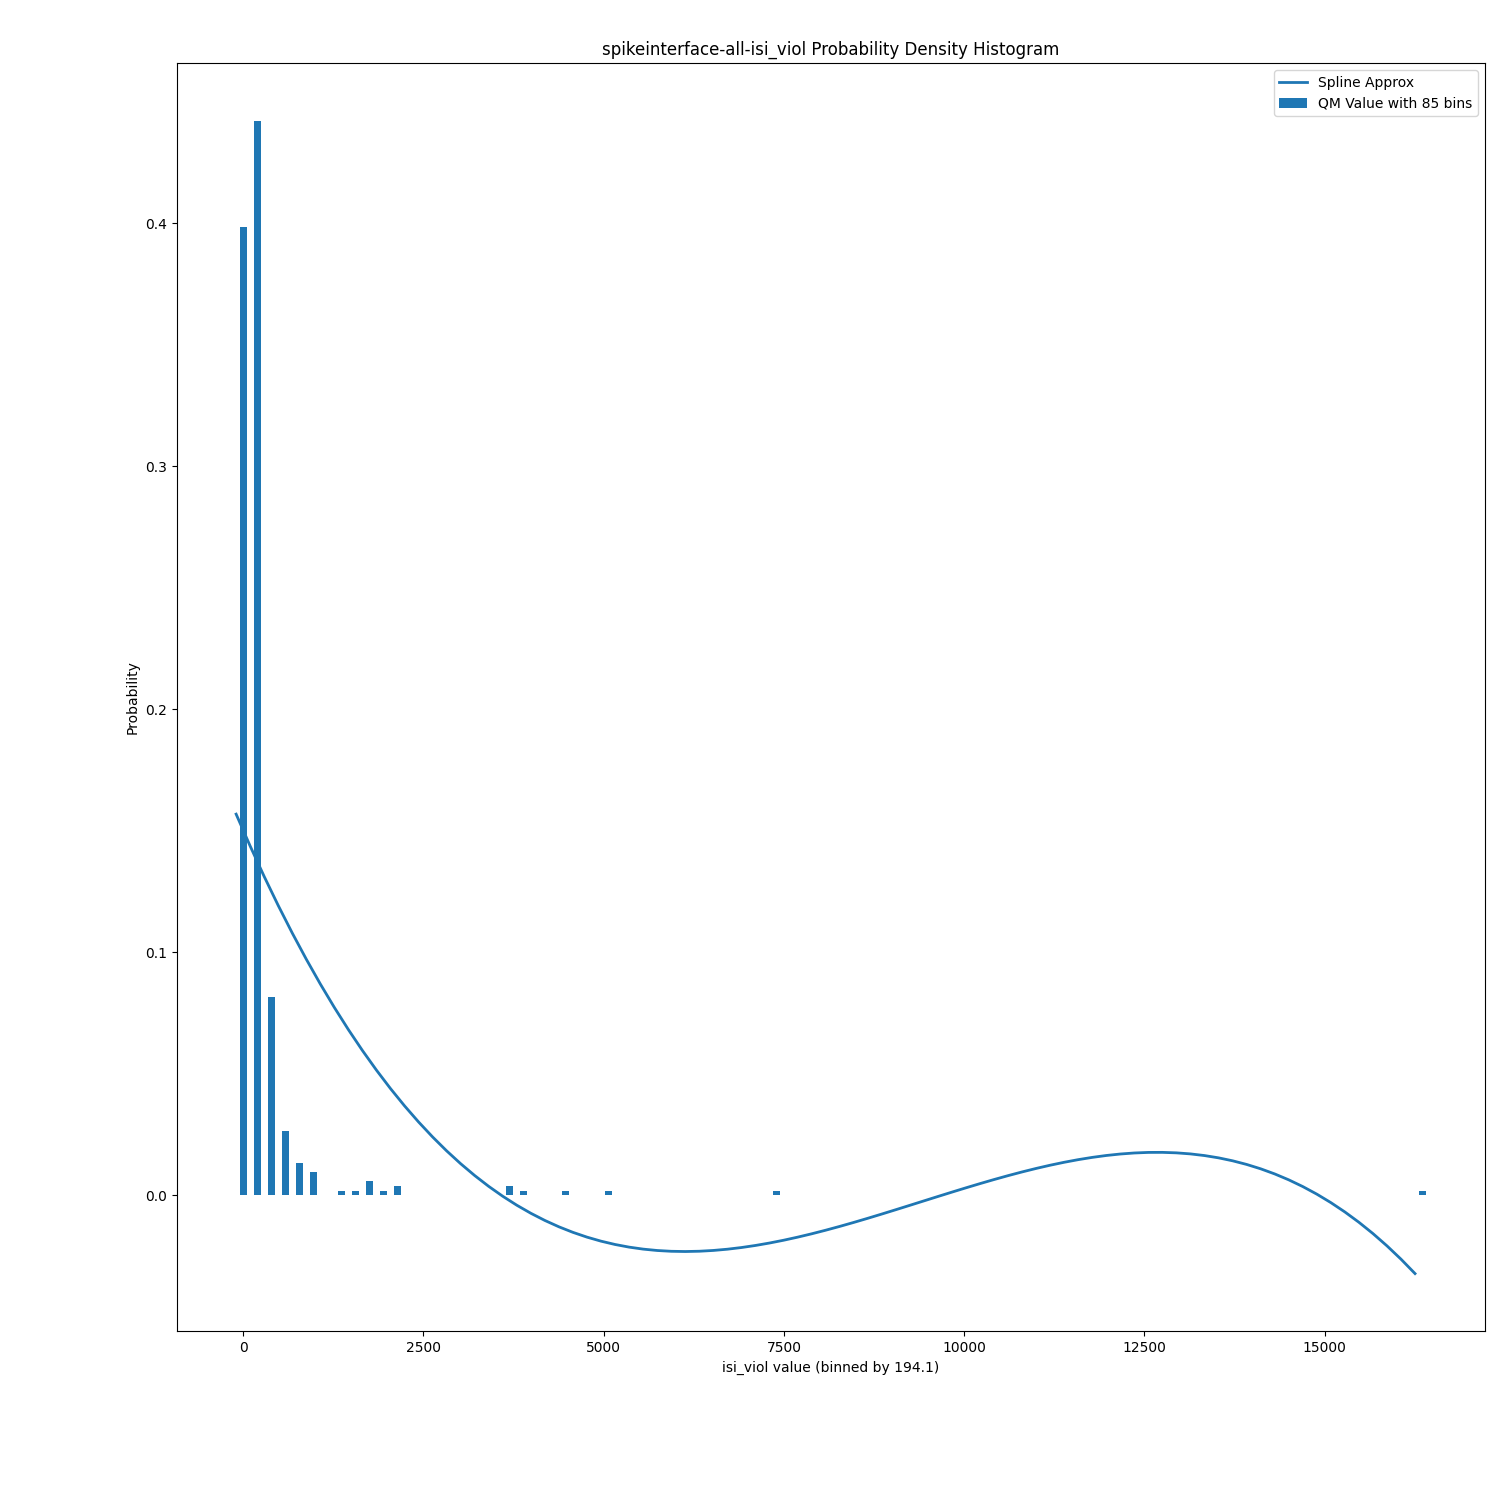 spikeinterface-all-isi_viol Probability Density Histogram
Spline Approx
QM Value with 85 bins
Probability
0.4
0.3
0.2
0.1
0.0
0
2500
5000
7500
10000
12500
15000
isi_viol value (binned by 194.1)